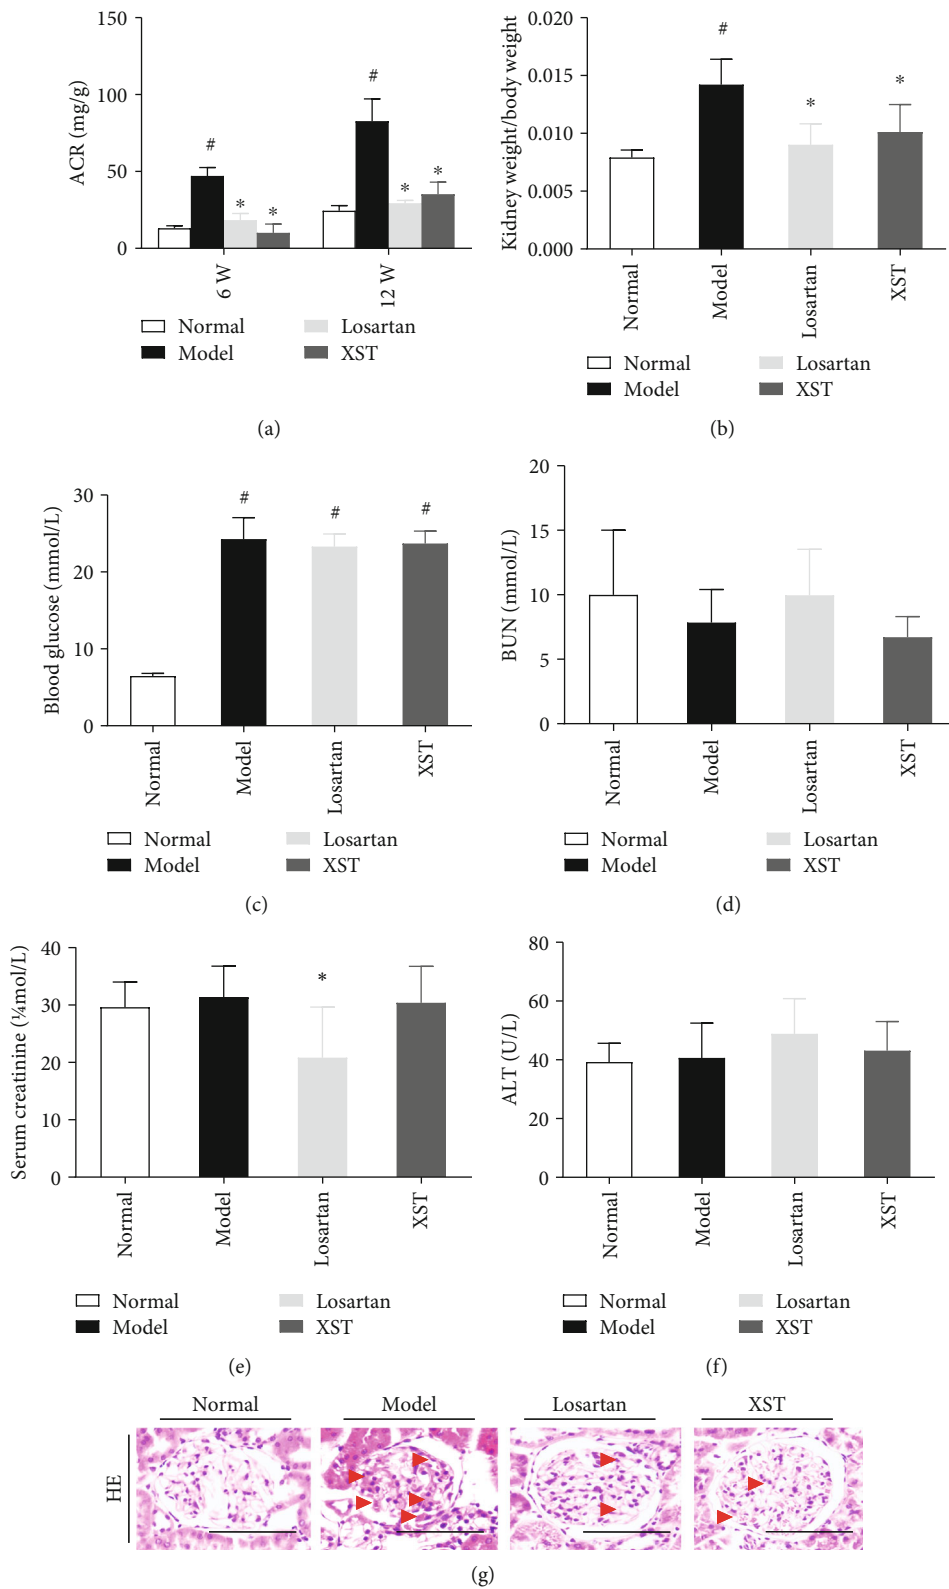 150
100
50
0
ACR (mg/g)
#
*
*
#
*
*
6 W
12 W
Normal
Losartan
Model
XST
(a)
0.020
0.015
0.010
0.005
0.000
Kidney weight/body weight
#
*
*
Normal
Model
Losartan
XST
Normal
Losartan
Model
XST
(b)
30
20
10
0
Blood glucose (mmol/L)
#
#
#
Normal
Model
Losartan
XST
Normal
Losartan
Model
XST
(c)
20
15
10
5
0
BUN (mmol/L)
Normal
Model
Losartan
XST
Normal
Losartan
Model
XST
(d)
40
30
20
10
0
Serum creatinine (¼mol/L)
*
Normal
Model
Losartan
XST
Normal
Losartan
Model
XST
(e)
80
60
40
20
0
ALT (U/L)
Normal
Model
Losartan
XST
Normal
Losartan
Model
XST
(f)
Normal
Model
Losartan
XST
HE
(g)